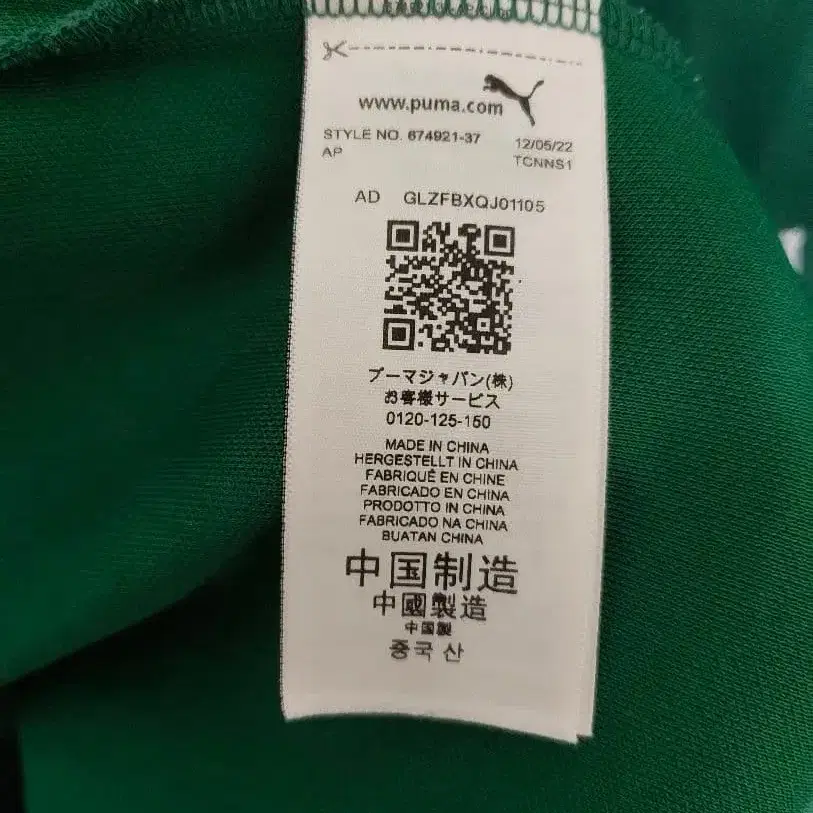 www.puma.com
STYLE NO. 674921-37 12/05/22
AP TCNNS1
AD GLZFBXQJ01105
プーマジャパン(株)
お客様サービス
0120-125-150
MADE IN CHINA
HERGESTELLT IN CHINA
FABRIQUÉ EN CHINE
FABRICADO EN CHINA
PRODOTTO IN CHINA
FABRICADO NA CHINA
BUATAN CHINA
中国制造
中國製造
中国製
중국 산